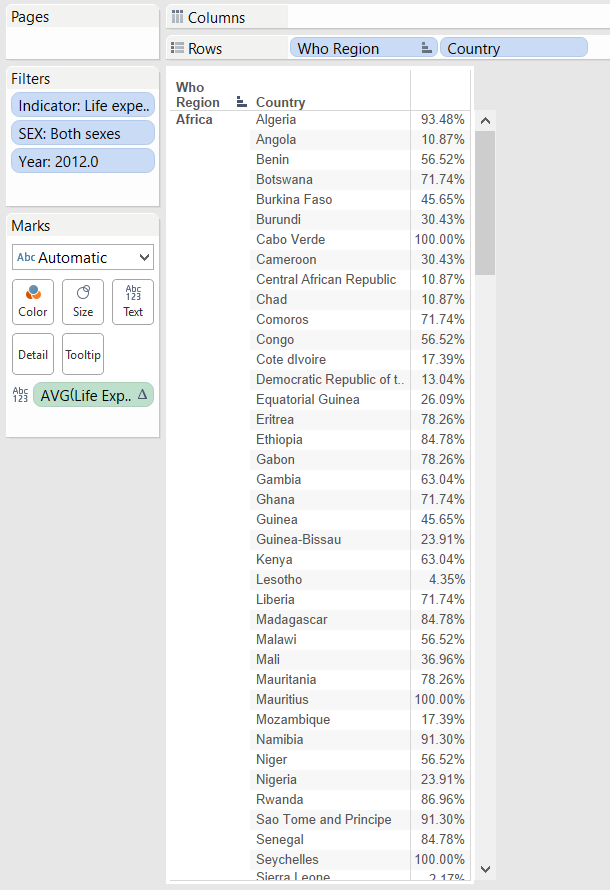 Pages
Columns
Rows
Who Region
Country
Filters
Indicator: Life expe..
SEX: Both sexes
Year: 2012.0
Marks
Abc Automatic
Color
Size
Abc
123
Text
Detail
Tooltip
Abc
123
AVG(Life Exp.. Δ
Who
Region
Country
Africa Algeria 93.48%
Angola 10.87%
Benin 56.52%
Botswana 71.74%
Burkina Faso 45.65%
Burundi 30.43%
Cabo Verde 100.00%
Cameroon 30.43%
Central African Republic 10.87%
Chad 10.87%
Comoros 71.74%
Congo 56.52%
Cote dIvoire 17.39%
Democratic Republic of t.. 13.04%
Equatorial Guinea 26.09%
Eritrea 78.26%
Ethiopia 84.78%
Gabon 78.26%
Gambia 63.04%
Ghana 71.74%
Guinea 45.65%
Guinea-Bissau 23.91%
Kenya 63.04%
Lesotho 4.35%
Liberia 71.74%
Madagascar 84.78%
Malawi 56.52%
Mali 36.96%
Mauritania 78.26%
Mauritius 100.00%
Mozambique 17.39%
Namibia 91.30%
Niger 56.52%
Nigeria 23.91%
Rwanda 86.96%
Sao Tome and Principe 91.30%
Senegal 84.78%
Seychelles 100.00%
Sierra Leone 2.17%